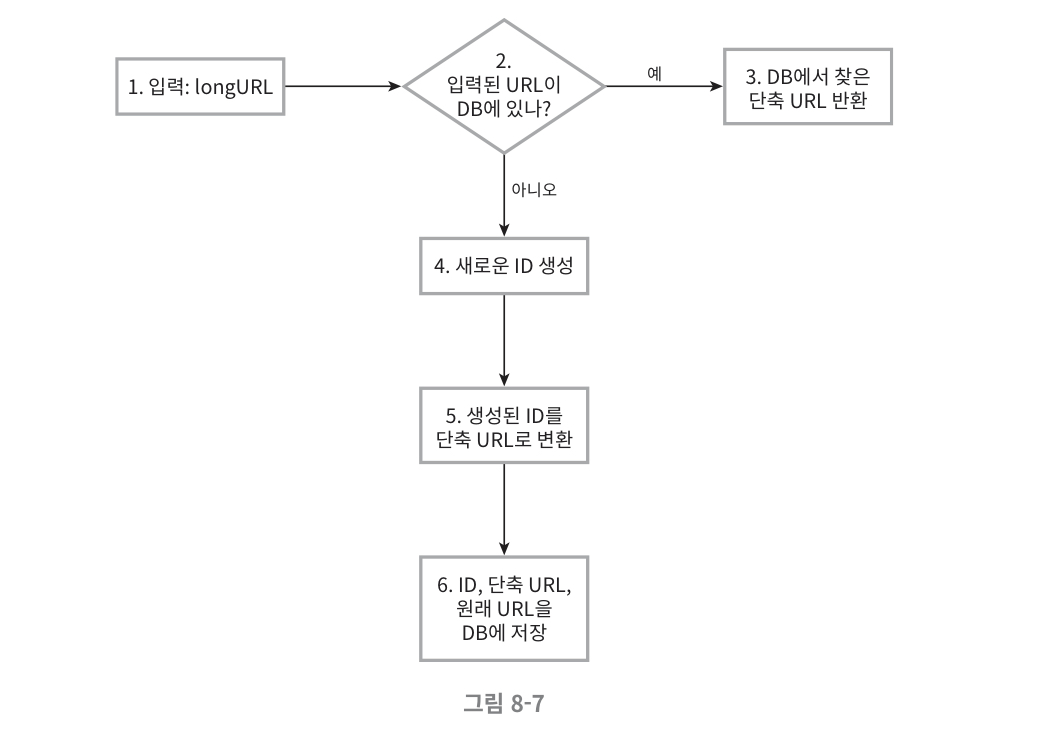 1. 입력: longURL
2.
입력된 URL이
DB에 있나?
예
3. DB에서 찾은
단축 URL 반환
아니오
4. 새로운 ID 생성
5. 생성된 ID를
단축 URL로 변환
6. ID, 단축 URL,
원래 URL을
DB에 저장
그림 8-7